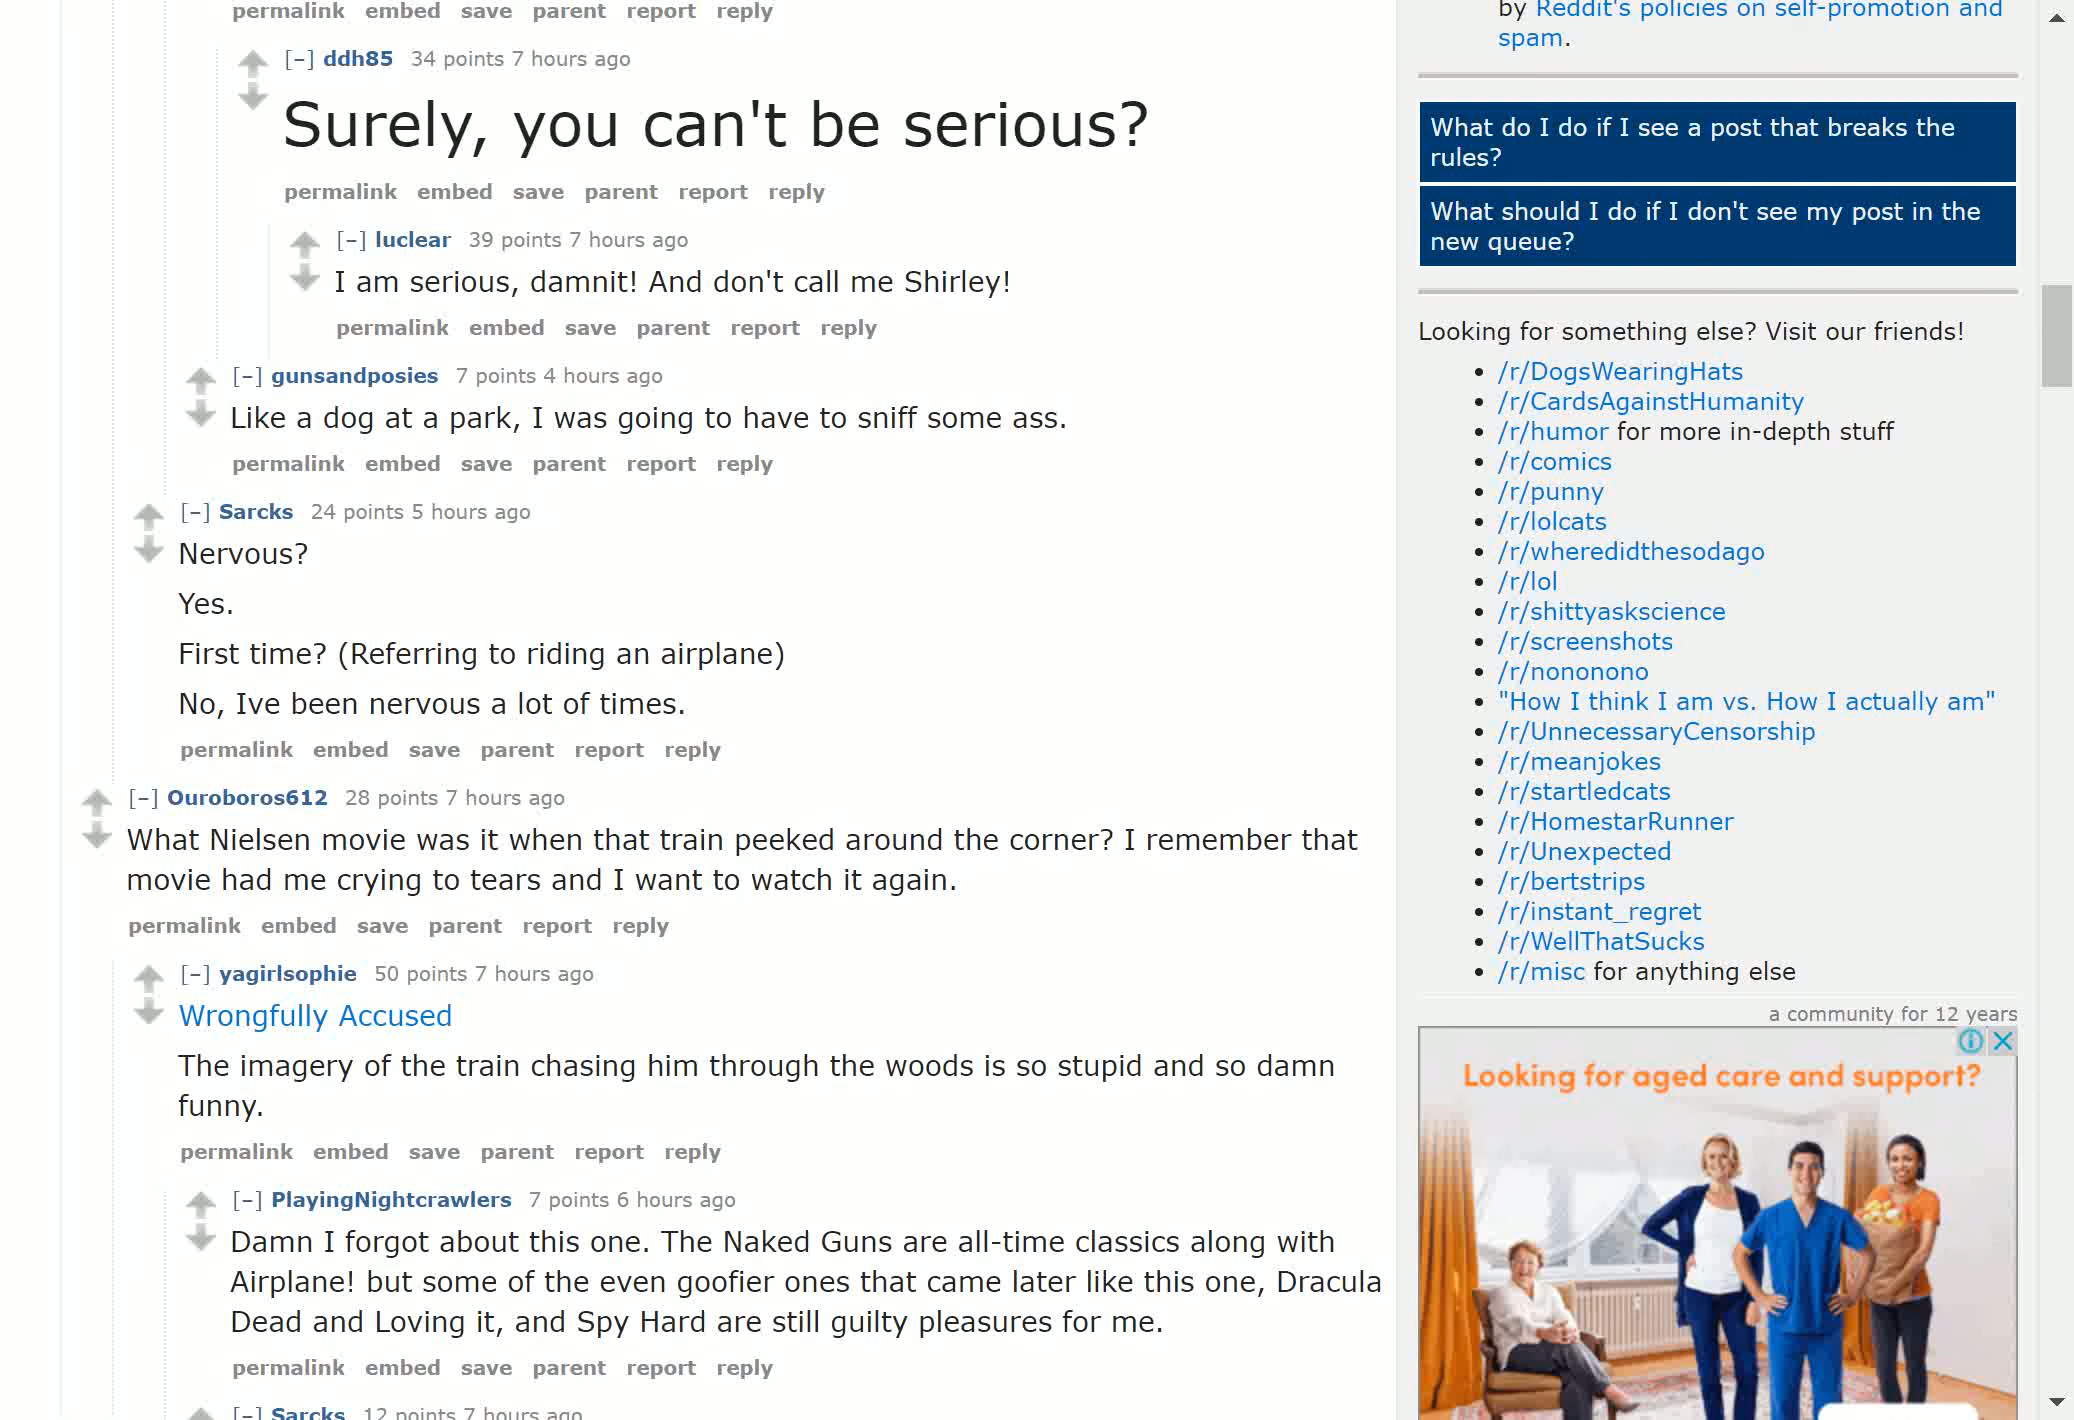 permalink embed save parent report reply
[–] ddh85 34 points 7 hours ago
Surely, you can't be serious?
permalink embed save parent report reply
[–] luclear 39 points 7 hours ago
I am serious, damnit! And don't call me Shirley!
permalink embed save parent report reply
[–] gunsandposies 7 points 4 hours ago
Like a dog at a park, I was going to have to sniff some ass.
permalink embed save parent report reply
[–] Sarcks 24 points 5 hours ago
Nervous?
Yes.
First time? (Referring to riding an airplane)
No, Ive been nervous a lot of times.
permalink embed save parent report reply
[–] Ouroboros612 28 points 7 hours ago
What Nielsen movie was it when that train peeked around the corner? I remember that
movie had me crying to tears and I want to watch it again.
permalink embed save parent report reply
[–] yagirlsophie 50 points 7 hours ago
Wrongfully Accused
The imagery of the train chasing him through the woods is so stupid and so damn
funny.
permalink embed save parent report reply
[–] PlayingNightcrawlers 7 points 6 hours ago
Damn I forgot about this one. The Naked Guns are all-time classics along with
Airplane! but some of the even goofier ones that came later like this one, Dracula
Dead and Loving it, and Spy Hard are still guilty pleasures for me.
permalink embed save parent report reply
[–] Sarcks 12 points 7 hours ago
by Reddit's policies on self-promotion and
spam.
What do I do if I see a post that breaks the
rules?
What should I do if I don't see my post in the
new queue?
Looking for something else? Visit our friends!
/r/DogsWearingHats
/r/CardsAgainstHumanity
/r/humor for more in-depth stuff
/r/comics
/r/punny
/r/lolcats
/r/wheredidthesodago
/r/lol
/r/shittyaskscience
/r/screenshots
/r/nononono
"How I think I am vs. How I actually am"
/r/UnnecessaryCensorship
/r/meanjokes
/r/startledcats
/r/HomestarRunner
/r/Unexpected
/r/bertstrips
/r/instant_regret
/r/WellThatSucks
/r/misc for anything else
a community for 12 years
Looking for aged care and support?